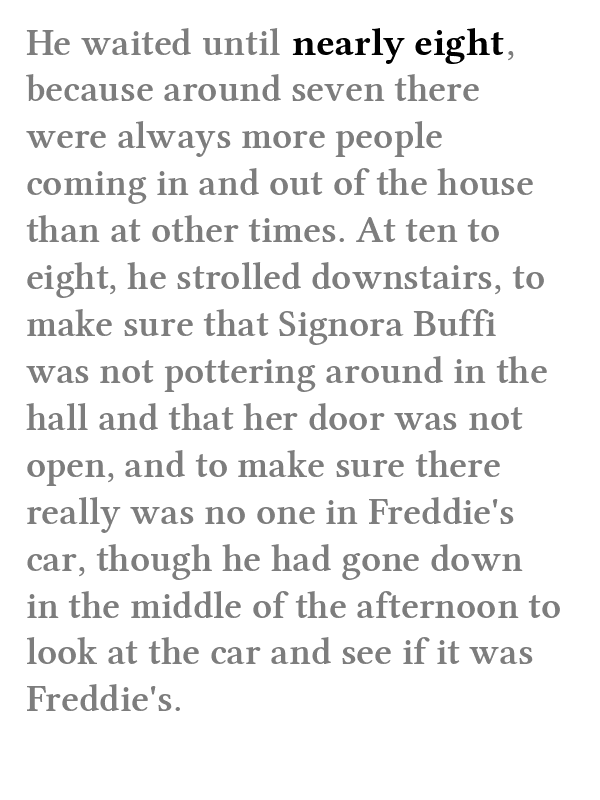 He waited until nearly eight,
because around seven there
were always more people
coming in and out of the house
than at other times. At ten to
eight, he strolled downstairs, to
make sure that Signora Buffi
was not pottering around in the
hall and that her door was not
open, and to make sure there
really was no one in Freddie's
car, though he had gone down
in the middle of the afternoon to
look at the car and see if it was
Freddie's.